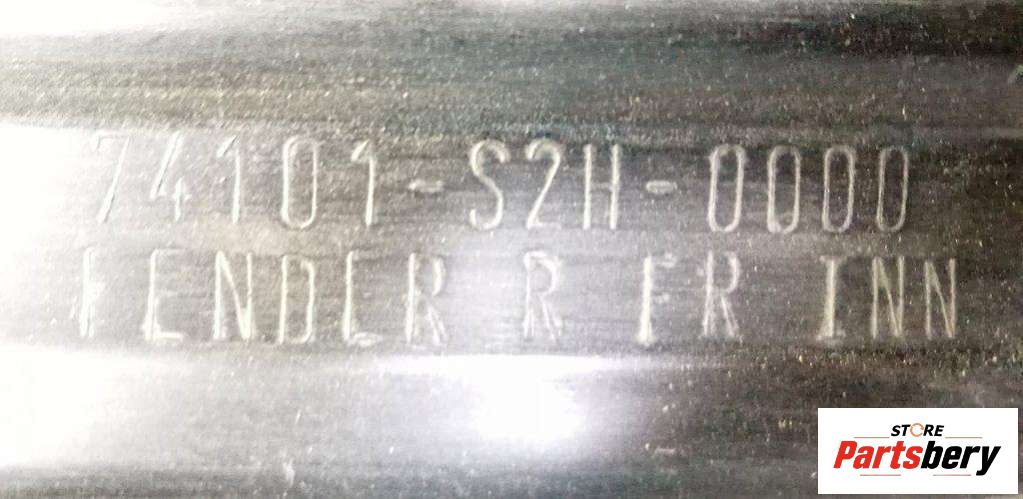 74101-S2H-0000
FENDER R FR INN
STORE
Partsbery